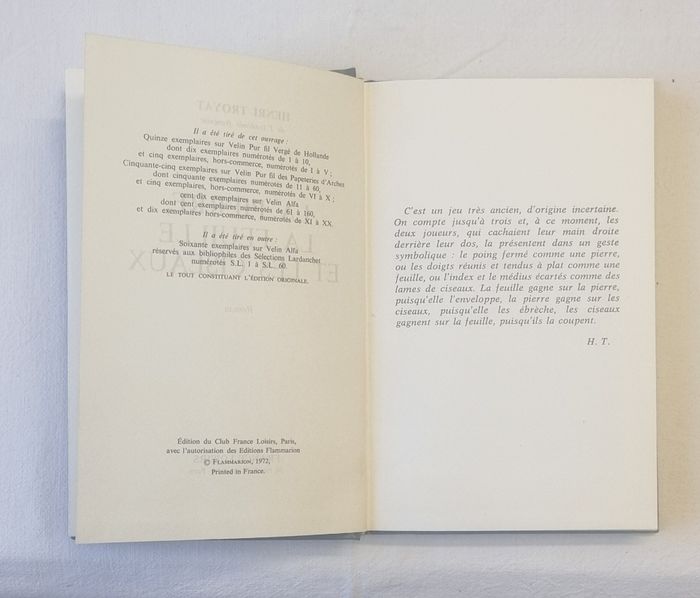 Il a été tiré de cet ouvrage :
Quinze exemplaires sur Velin Pur fil Vergé de Hollande
dont dix exemplaires numérotés de 1 à 10,
et cinq exemplaires, hors-commerce, numérotés de I à V ;
Cinquante-cinq exemplaires sur Velin Pur fil des Papeteries d'Arches
dont cinquante exemplaires numérotés de 11 à 60,
et cinq exemplaires, hors-commerce, numérotés de VI à X ;
cent dix exemplaires sur Velin Alfa
dont cent exemplaires numérotés de 61 à 160,
et dix exemplaires hors-commerce, numérotés de XI à XX.
Il a été tiré en outre :
Soixante exemplaires sur Velin Alfa
réservés aux bibliophiles des Sélections Lardanchet
numérotés S.L. 1 à S.L. 60.
LE TOUT CONSTITUANT L'ÉDITION ORIGINALE.
Édition du Club France Loisirs, Paris,
avec l'autorisation des Editions Flammarion
© FLAMMARION, 1972,
Printed in France.
C'est un jeu très ancien, d'origine incertaine.
On compte jusqu'à trois et, à ce moment, les
deux joueurs, qui cachaient leur main droite
derrière leur dos, la présentent dans un geste
symbolique : le poing fermé comme une pierre,
ou les doigts réunis et tendus à plat comme une
feuille, ou l'index et le médius écartés comme des
lames de ciseaux. La feuille gagne sur la pierre,
puisqu'elle l'enveloppe, la pierre gagne sur les
ciseaux, puisqu'elle les ébrèche, les ciseaux
gagnent sur la feuille, puisqu'ils la coupent.
H. T.